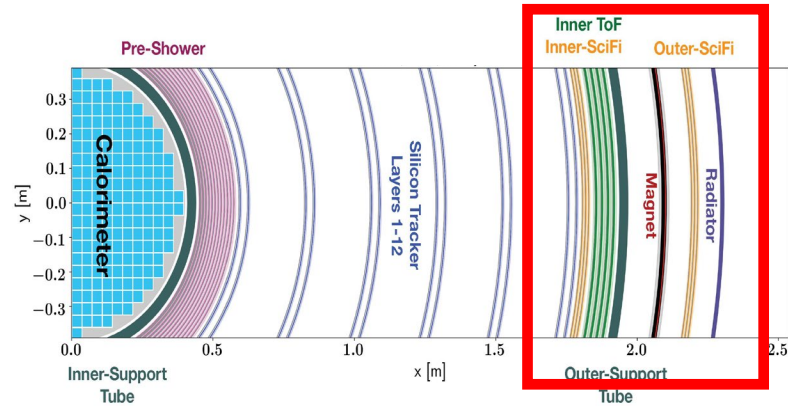 Inner ToF
Pre-Shower
Inner-SciFi
Outer-SciFi
0.3
0.2
0.1
0.0
−0.1
−0.2
−0.3
y [m]
Calorimeter
Silicon Tracker
Layers 1-12
Magnet
Radiator
0.0
0.5
1.0
1.5
2.0
2.5
x [m]
Inner-Support
Tube
Outer-Support
Tube